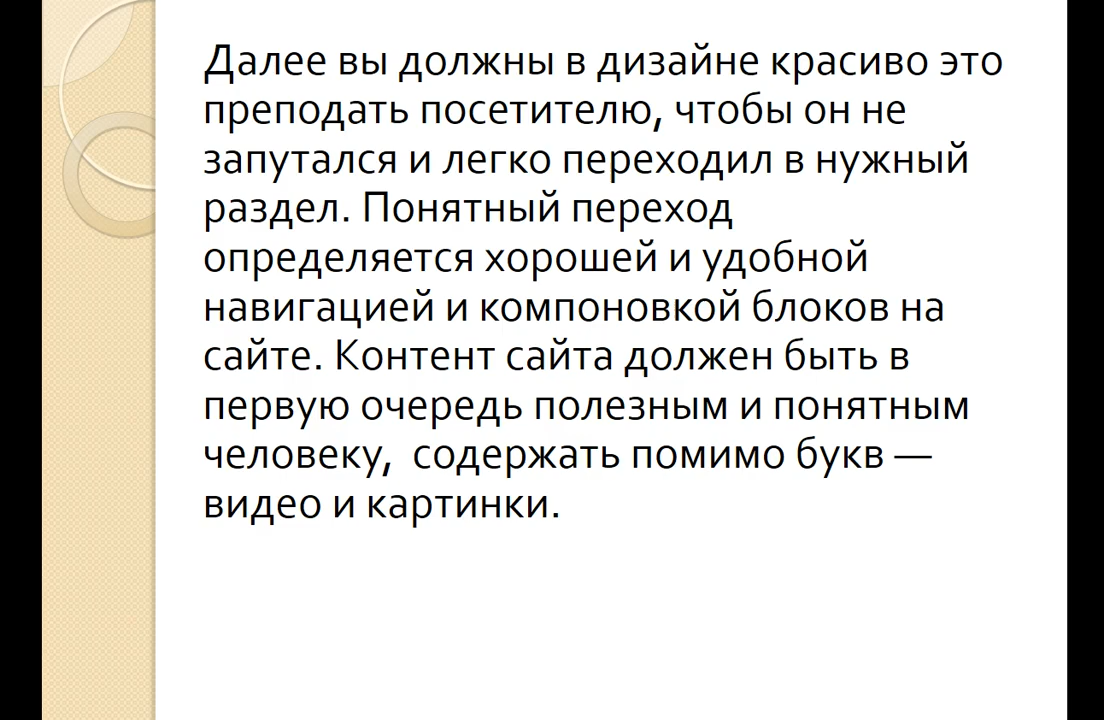 Далее вы должны в дизайне красиво это
преподать посетителю, чтобы он не
запутался и легко переходил в нужный
раздел. Понятный переход
определяется хорошей и удобной
навигацией и компоновкой блоков на
сайте. Контент сайта должен быть в
первую очередь полезным и понятным
человеку,  содержать помимо букв —
видео и картинки.